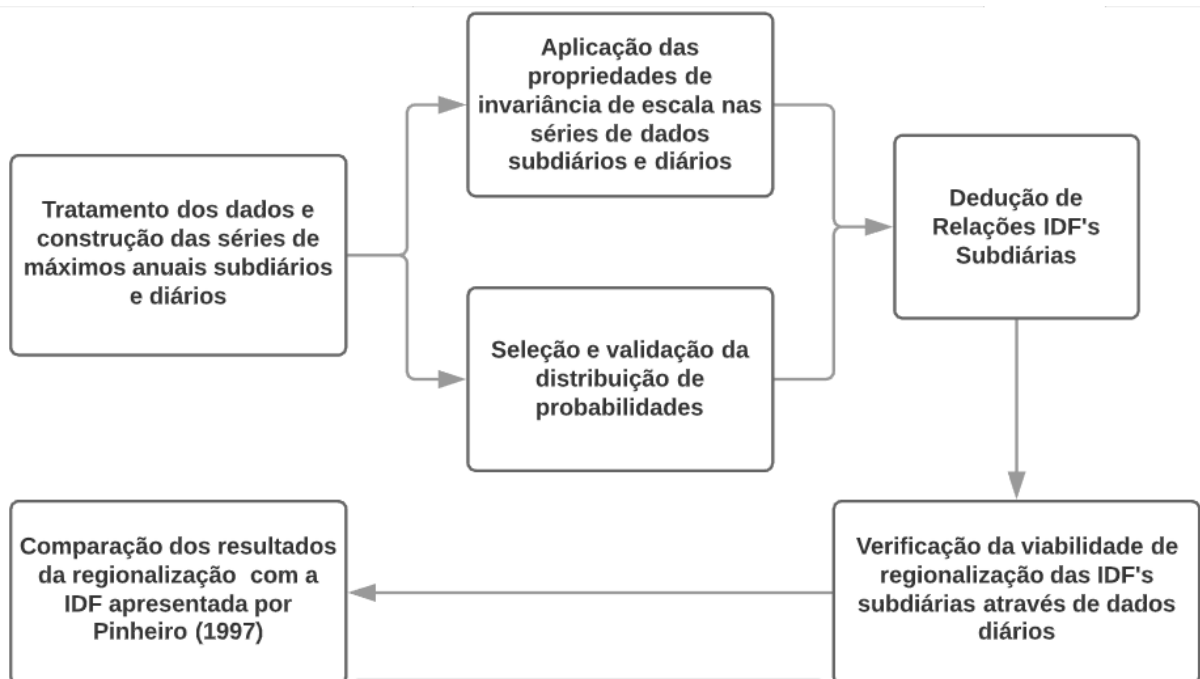 Tratamento dos dados e
construção das séries de
máximos anuais subdiários
e diários
Aplicação das
propriedades de
invariância de escala nas
séries de dados
subdiários e diários
Seleção e validação da
distribuição de
probabilidades
Dedução de
Relações IDF's
Subdiárias
Verificação da viabilidade de
regionalização das IDF's
subdiárias através de dados
diários
Comparação dos resultados
da regionalização com a
IDF apresentada por
Pinheiro (1997)